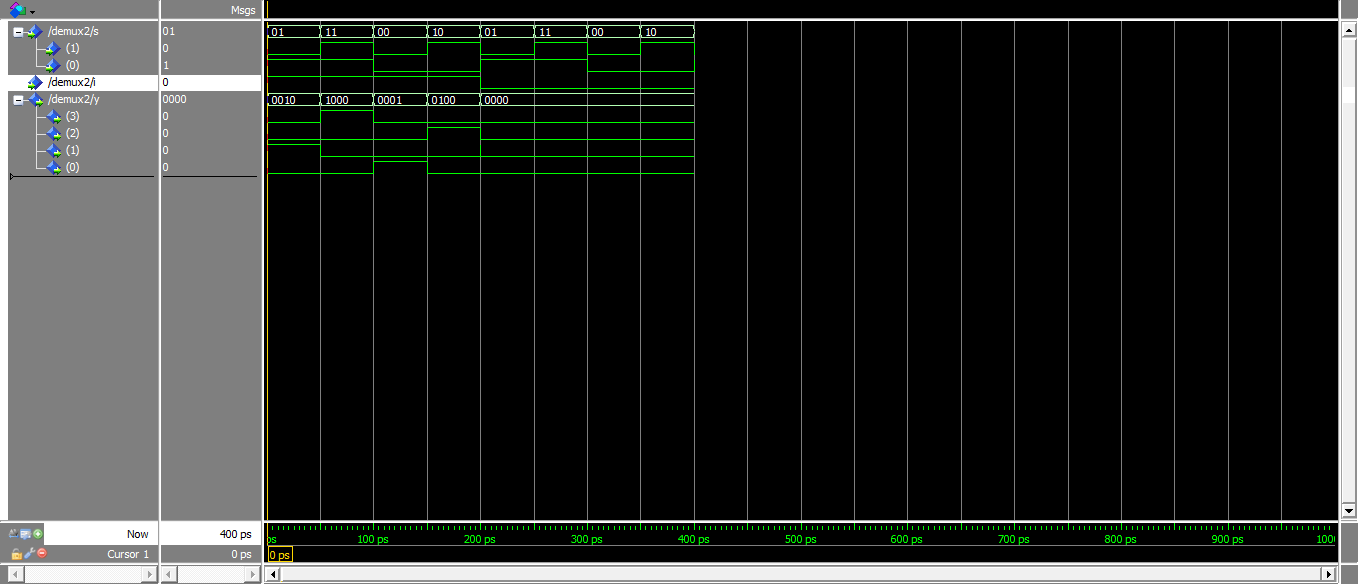 Msgs
/demux2/s 01 01 11 00 10 01 11 00 10
(1) 0
(0) 1
/demux2/i 0
/demux2/y 0000 0010 1000 0001 0100 0000
(3) 0
(2) 0
(1) 0
(0) 0
Now 400 ps ps 100 ps 200 ps 300 ps 400 ps 500 ps 600 ps 700 ps 800 ps 900 ps 100
Cursor 1 0 ps 0 ps